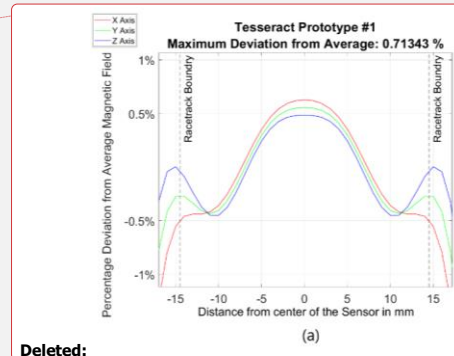 X Axis
Y Axis
Z Axis
Tesseract Prototype #1
Maximum Deviation from Average: 0.71343 %
Percentage Deviation from Average Magnetic Field
1%
0.5%
-0.5%
-1%
Racetrack Boundry
Racetrack Boundry
-15 -10 -5 0 5 10 15
Distance from center of the Sensor in mm
(a)
Deleted: